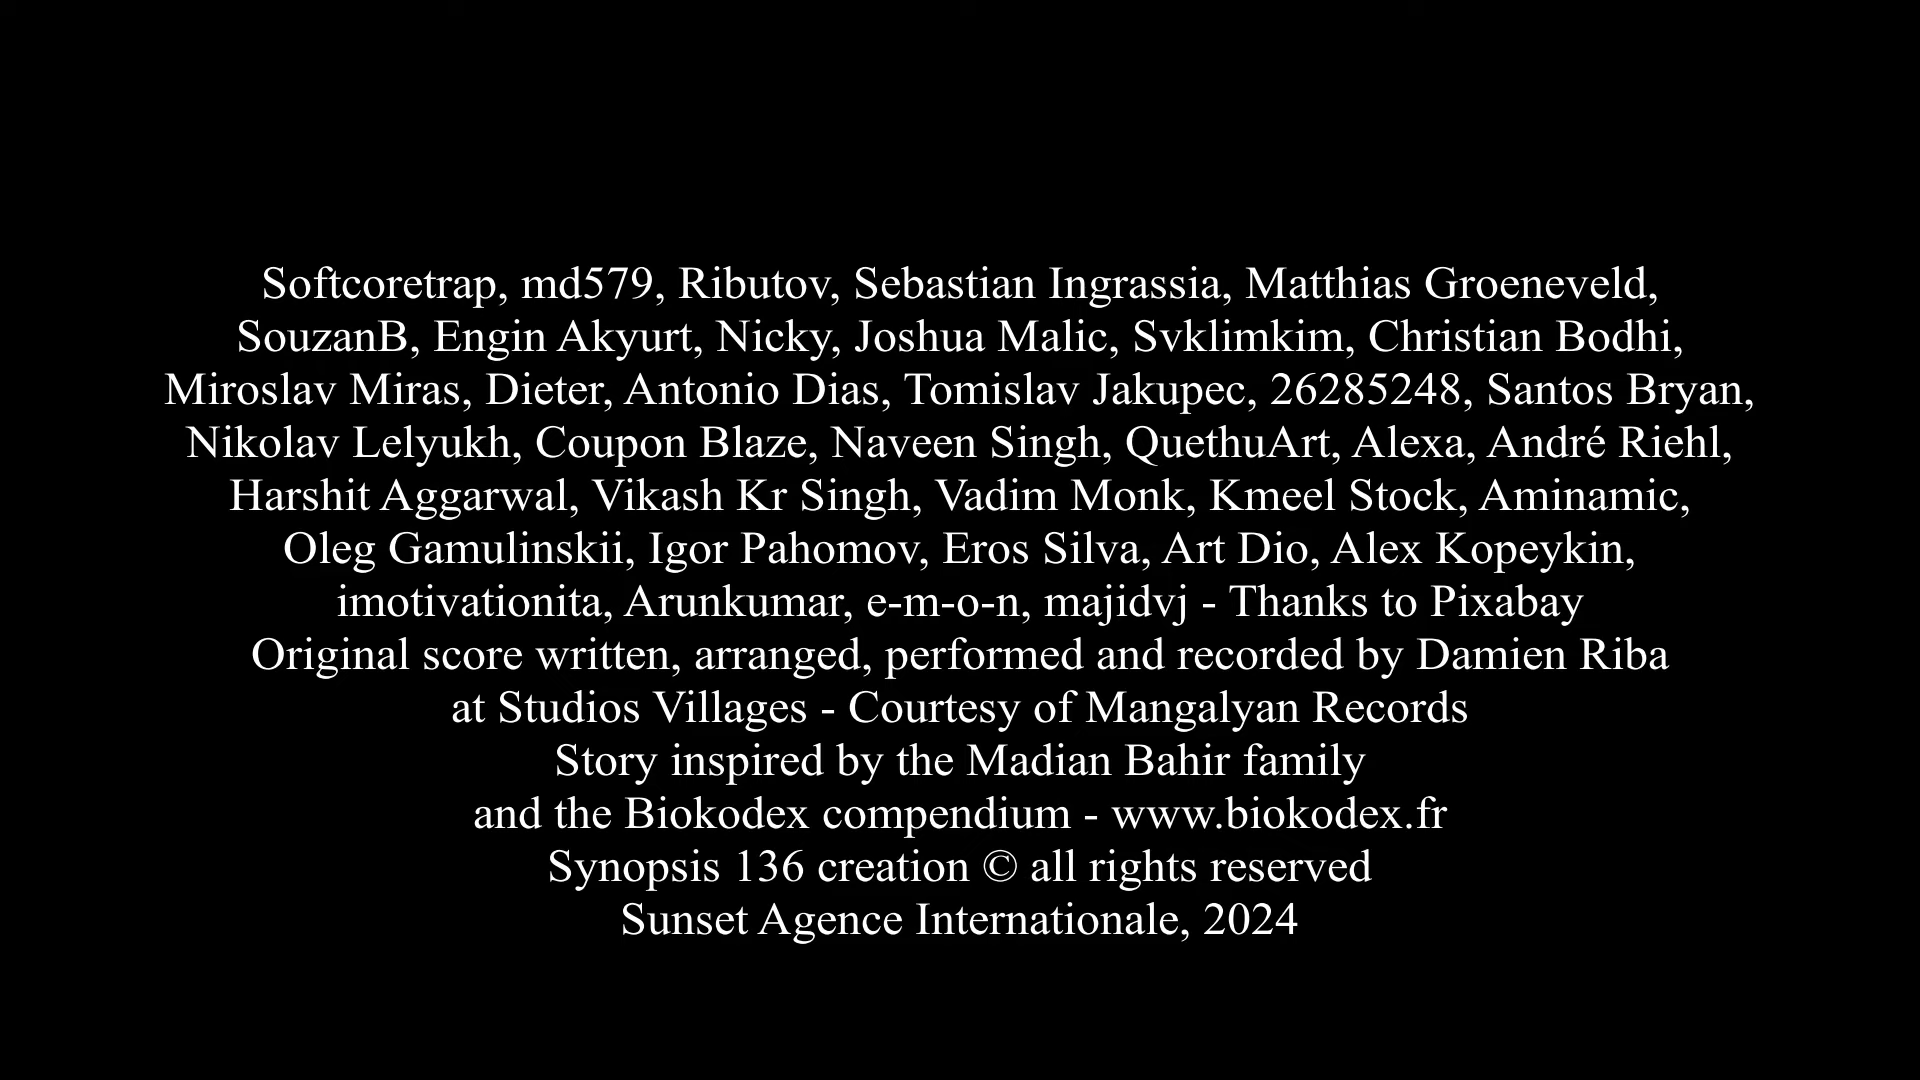 Softcoretrap, md579, Ributov, Sebastian Ingrassia, Matthias Groeneveld,
SouzanB, Engin Akyurt, Nicky, Joshua Malic, Svklimkim, Christian Bodhi,
Miroslav Miras, Dieter, Antonio Dias, Tomislav Jakupec, 26285248, Santos Bryan,
Nikolav Lelyukh, Coupon Blaze, Naveen Singh, QuethuArt, Alexa, André Riehl,
Harshit Aggarwal, Vikash Kr Singh, Vadim Monk, Kmeel Stock, Aminamic,
Oleg Gamulinskii, Igor Pahomov, Eros Silva, Art Dio, Alex Kopeykin,
imotivationita, Arunkumar, e-m-o-n, majidvj - Thanks to Pixabay
Original score written, arranged, performed and recorded by Damien Riba
at Studios Villages - Courtesy of Mangalyan Records
Story inspired by the Madian Bahir family
and the Biokodex compendium - www.biokodex.fr
Synopsis 136 creation © all rights reserved
Sunset Agence Internationale, 2024